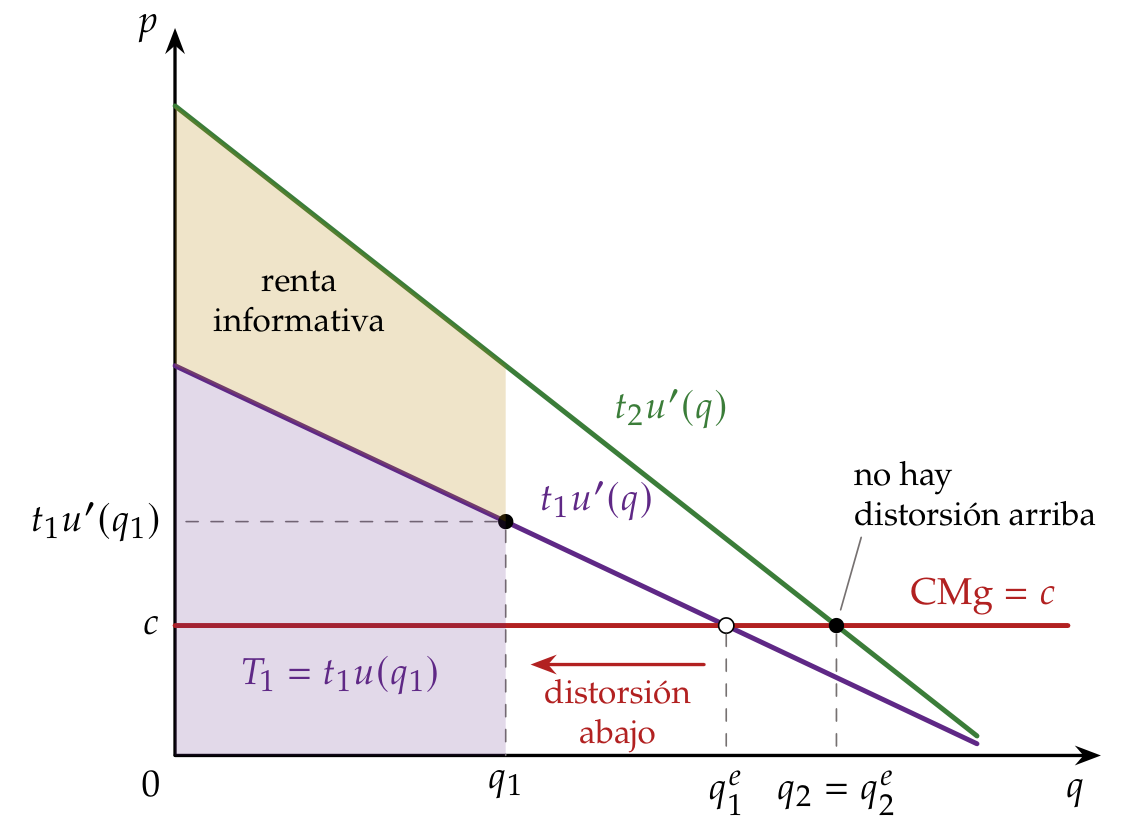 p
renta
informativa
t₂u′(q)
t₁u′(q)
no hay
distorsión arriba
t₁u′(q₁)
CMg = c
c
T₁ = t₁u(q₁)
distorsión
abajo
0
q₁
q₁ᵉ
q₂ = q₂ᵉ
q